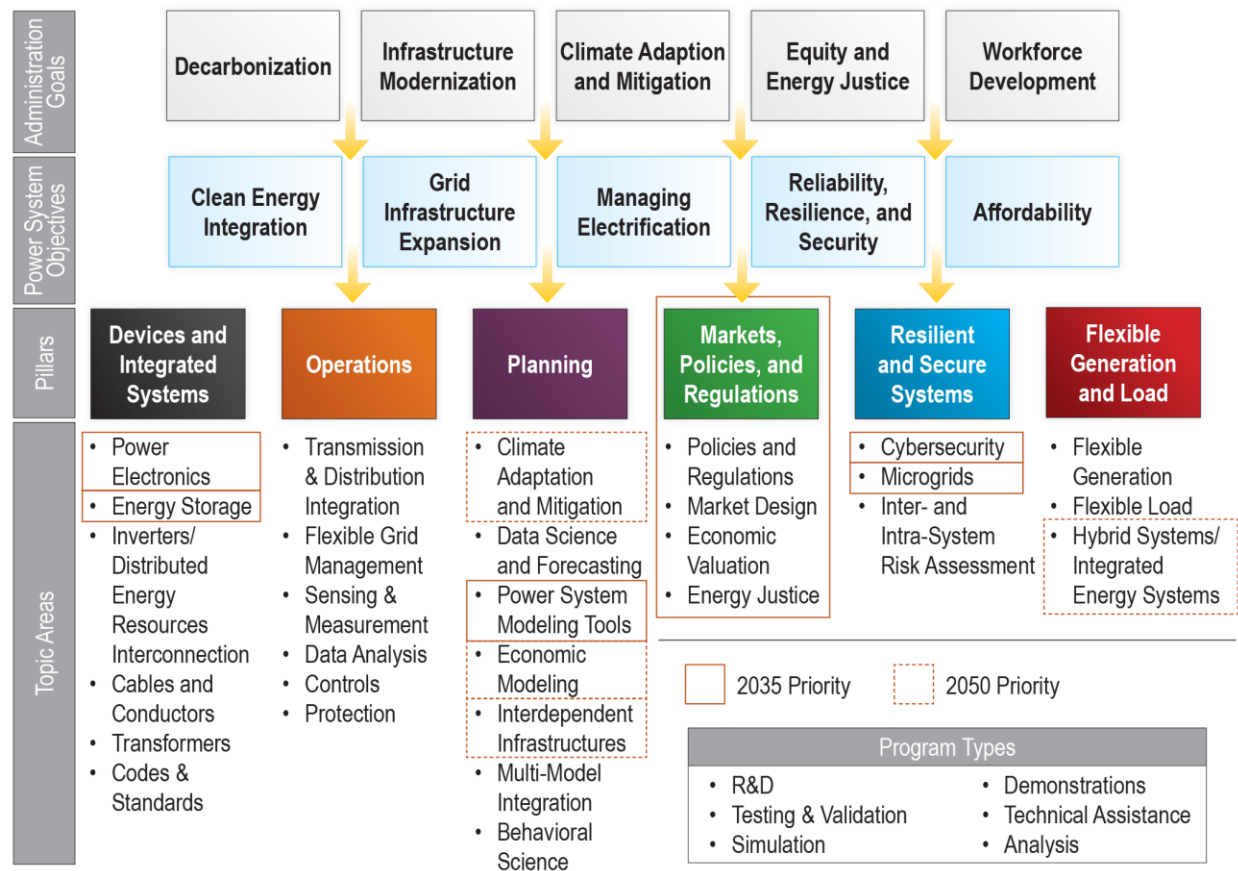 Administration
Goals
Decarbonization
Infrastructure
Modernization
Climate Adaption
and Mitigation
Equity and
Energy Justice
Workforce
Development
Power System
Objectives
Clean Energy
Integration
Grid
Infrastructure
Expansion
Managing
Electrification
Reliability,
Resilience, and
Security
Affordability
Pillars
Devices and
Integrated
Systems
Operations
Planning
Markets,
Policies, and
Regulations
Resilient
and Secure
Systems
Flexible
Generation
and Load
Topic Areas
• Power
Electronics
• Energy Storage
• Inverters/
Distributed
Energy
Resources
Interconnection
• Cables and
Conductors
• Transformers
• Codes &
Standards
• Transmission
& Distribution
Integration
• Flexible Grid
Management
• Sensing &
Measurement
• Data Analysis
• Controls
• Protection
• Climate
Adaptation
and Mitigation
• Data Science
and Forecasting
• Power System
Modeling Tools
• Economic
Modeling
• Interdependent
Infrastructures
• Multi-Model
Integration
• Behavioral
Science
• Policies and
Regulations
• Market Design
• Economic
Valuation
• Energy Justice
• Cybersecurity
• Microgrids
• Inter- and
Intra-System
Risk Assessment
• Flexible
Generation
• Flexible Load
• Hybrid Systems/
Integrated
Energy Systems
2035 Priority
2050 Priority
Program Types
• R&D
• Testing & Validation
• Simulation
• Demonstrations
• Technical Assistance
• Analysis